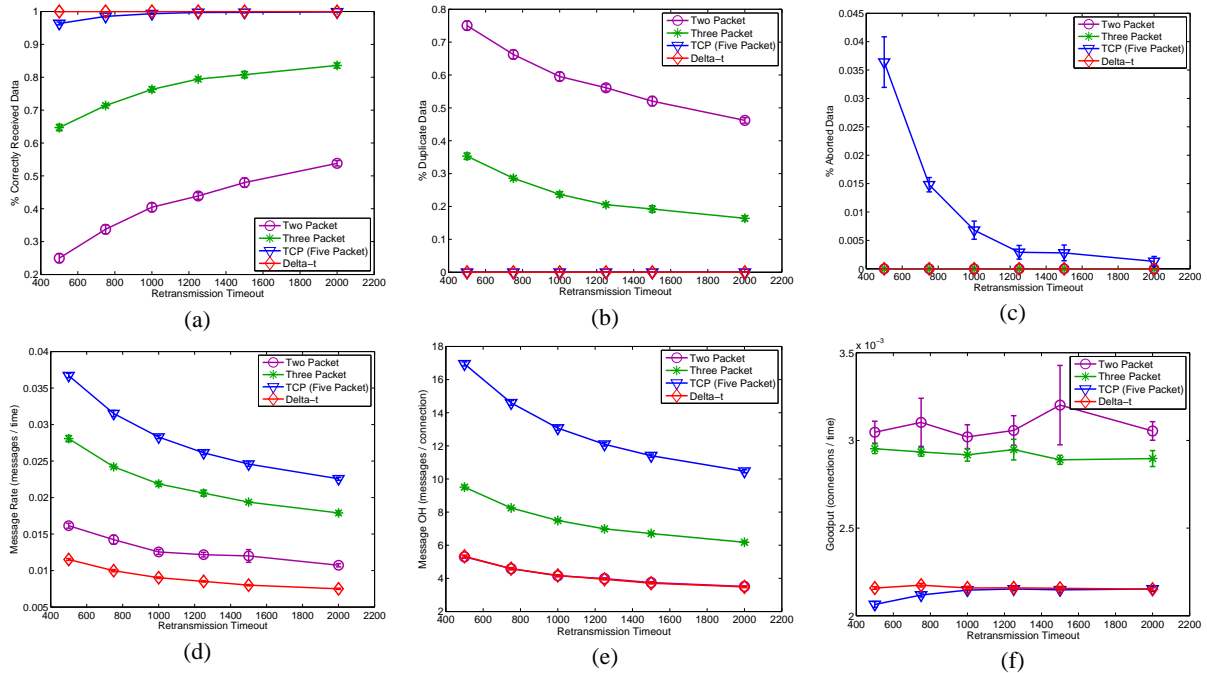 1
0.9
0.8
0.7
0.6
0.5
0.4
0.3
0.2
% Correctly Received Data
400 600 800 1000 1200 1400 1600 1800 2000 2200
Retransmission Timeout
Two Packet
Three Packet
TCP (Five Packet)
Delta−t
(a)
0.8
0.7
0.6
0.5
0.4
0.3
0.2
0.1
0
% Duplicate Data
400 600 800 1000 1200 1400 1600 1800 2000 2200
Retransmission Timeout
Two Packet
Three Packet
TCP (Five Packet)
Delta−t
(b)
0.045
0.04
0.035
0.03
0.025
0.02
0.015
0.01
0.005
0
% Aborted Data
400 600 800 1000 1200 1400 1600 1800 2000 2200
Retransmission Timeout
Two Packet
Three Packet
TCP (Five Packet)
Delta−t
(c)
0.04
0.035
0.03
0.025
0.02
0.015
0.01
0.005
Message Rate (messages / time)
400 600 800 1000 1200 1400 1600 1800 2000 2200
Retransmission Timeout
Two Packet
Three Packet
TCP (Five Packet)
Delta−t
(d)
18
16
14
12
10
8
6
4
2
Message OH (messages / connection)
400 600 800 1000 1200 1400 1600 1800 2000 2200
Retransmission Timeout
Two Packet
Three Packet
TCP (Five Packet)
Delta−t
(e)
x 10−3
3.5
3
2.5
2
Goodput (connections / time)
400 600 800 1000 1200 1400 1600 1800 2000 2200
Retransmission Timeout
Two Packet
Three Packet
TCP (Five Packet)
Delta−t
(f)